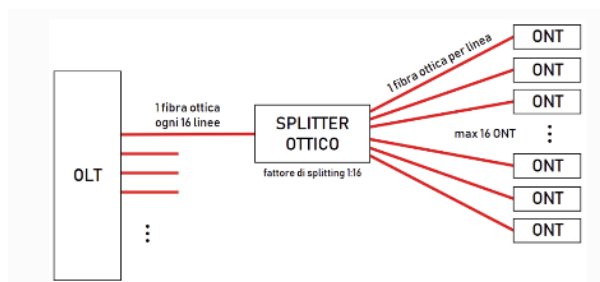 OLT
1 fibra ottica
ogni 16 linee
SPLITTER
OTTICO
fattore di splitting 1:16
1 fibra ottica per linea
max 16 ONT
ONT
ONT
ONT
ONT
ONT
ONT